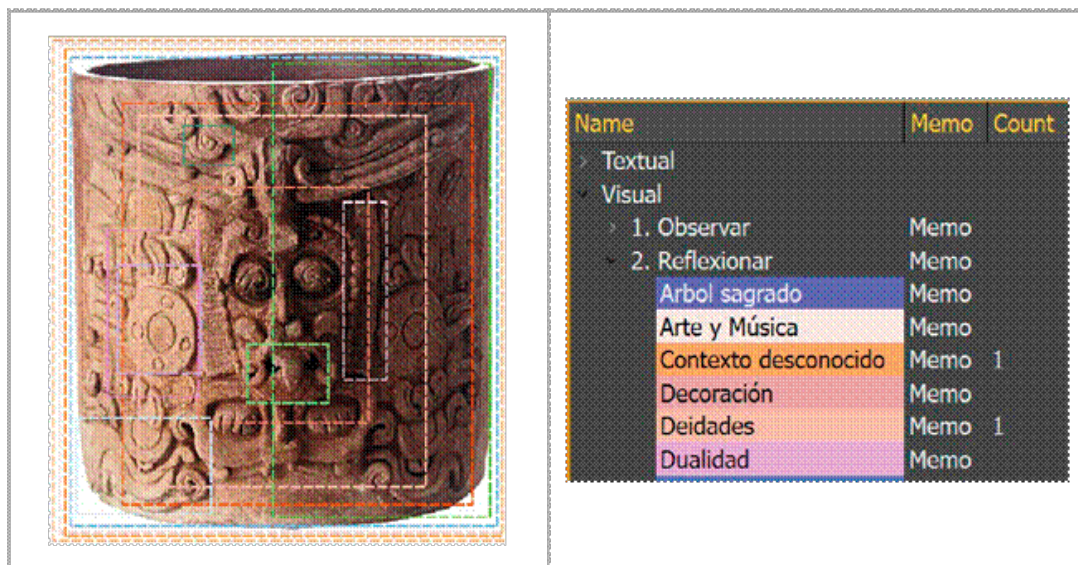 Name Memo Count
Textual
Visual
1. Observar Memo
2. Reflexionar Memo
Arbol sagrado Memo
Arte y Música Memo
Contexto desconocido Memo 1
Decoración Memo
Deidades Memo 1
Dualidad Memo